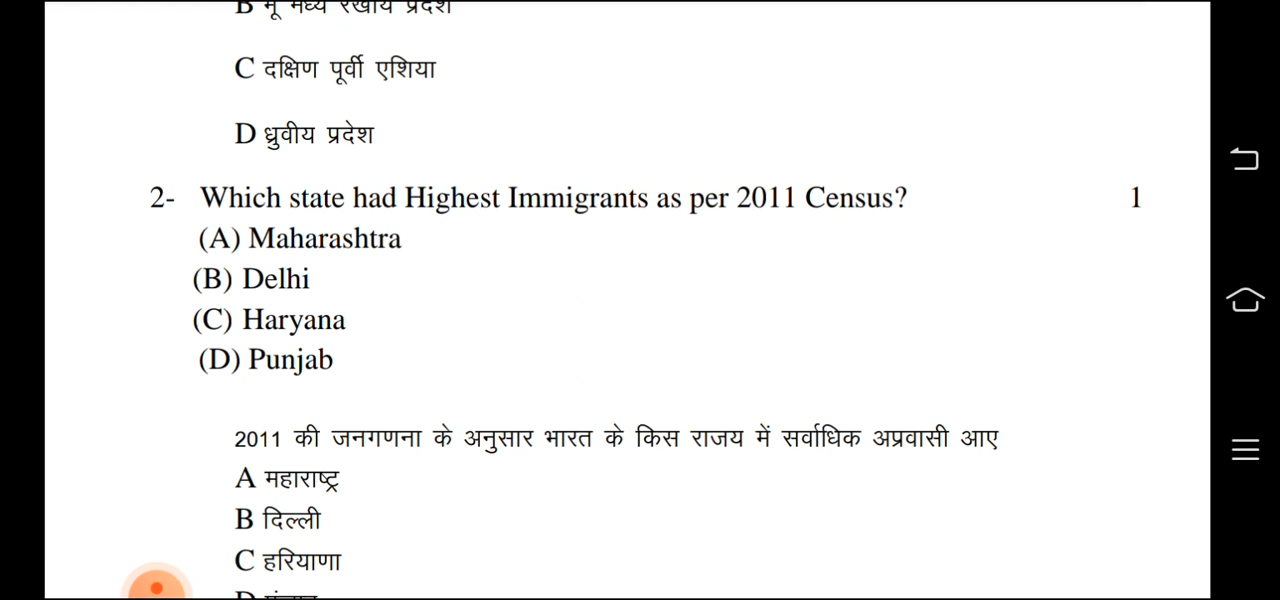 C दक्षिण पूर्वी एशिया
D ध्रुवीय प्रदेश
2- Which state had Highest Immigrants as per 2011 Census? 1
(A) Maharashtra
(B) Delhi
(C) Haryana
(D) Punjab
2011 की जनगणना के अनुसार भारत के किस राजय में सर्वाधिक अप्रवासी आए
A महाराष्ट्र
B दिल्ली
C हरियाणा